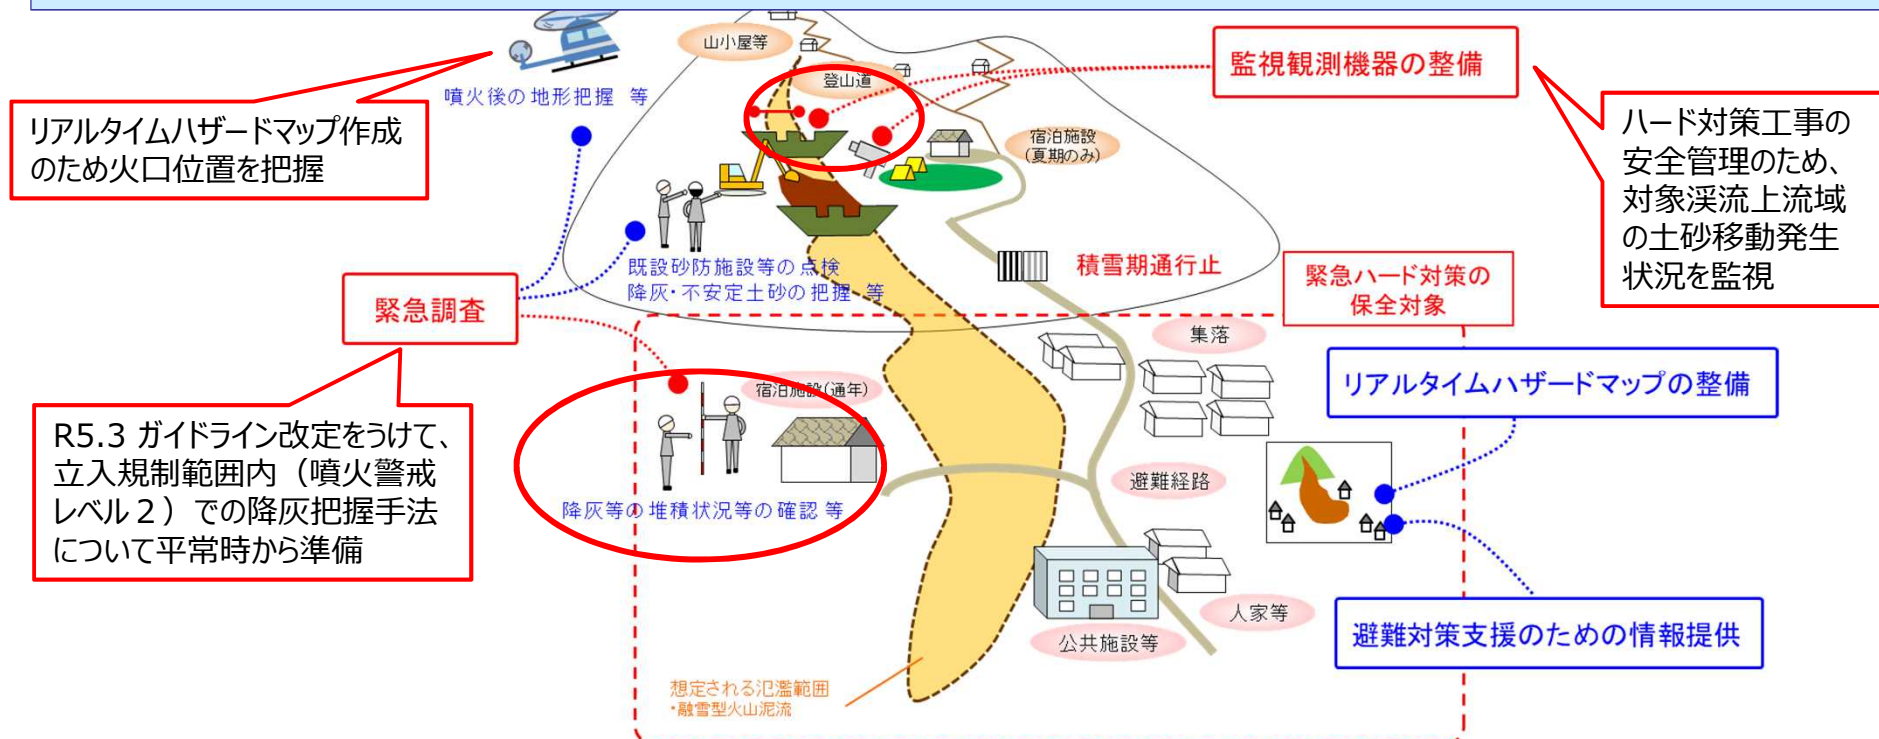 山小屋等
登山道
噴火後の地形把握 等
監視観測機器の整備
リアルタイムハザードマップ作成
のため火口位置を把握
ハード対策工事の
安全管理のため、
対象渓流上流域
の土砂移動発生
状況を監視
宿泊施設
(夏期のみ)
既設砂防施設等の点検
降灰・不安定土砂の把握 等
積雪期通行止
緊急ハード対策の
保全対象
緊急調査
集落
リアルタイムハザードマップの整備
宿泊施設(通年)
R5.3 ガイドライン改定をうけて、
立入規制範囲内（噴火警戒
レベル２）での降灰把握手法
について平常時から準備
降灰等の堆積状況等の確認 等
避難経路
人家等
公共施設等
避難対策支援のための情報提供
想定される氾濫範囲
・融雪型火山泥流